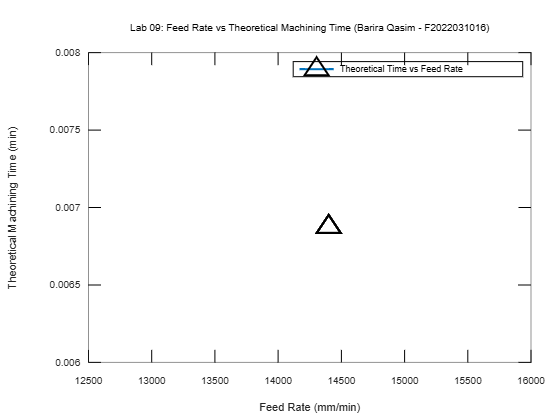 Lab 09: Feed Rate vs Theoretical Machining Time (Barira Qasim - F2022031016)
0.008
Theoretical Time vs Feed Rate
0.0075
Theoretical Machining Time (min)
0.007
0.0065
0.006
12500 13000 13500 14000 14500 15000 15500 16000
Feed Rate (mm/min)